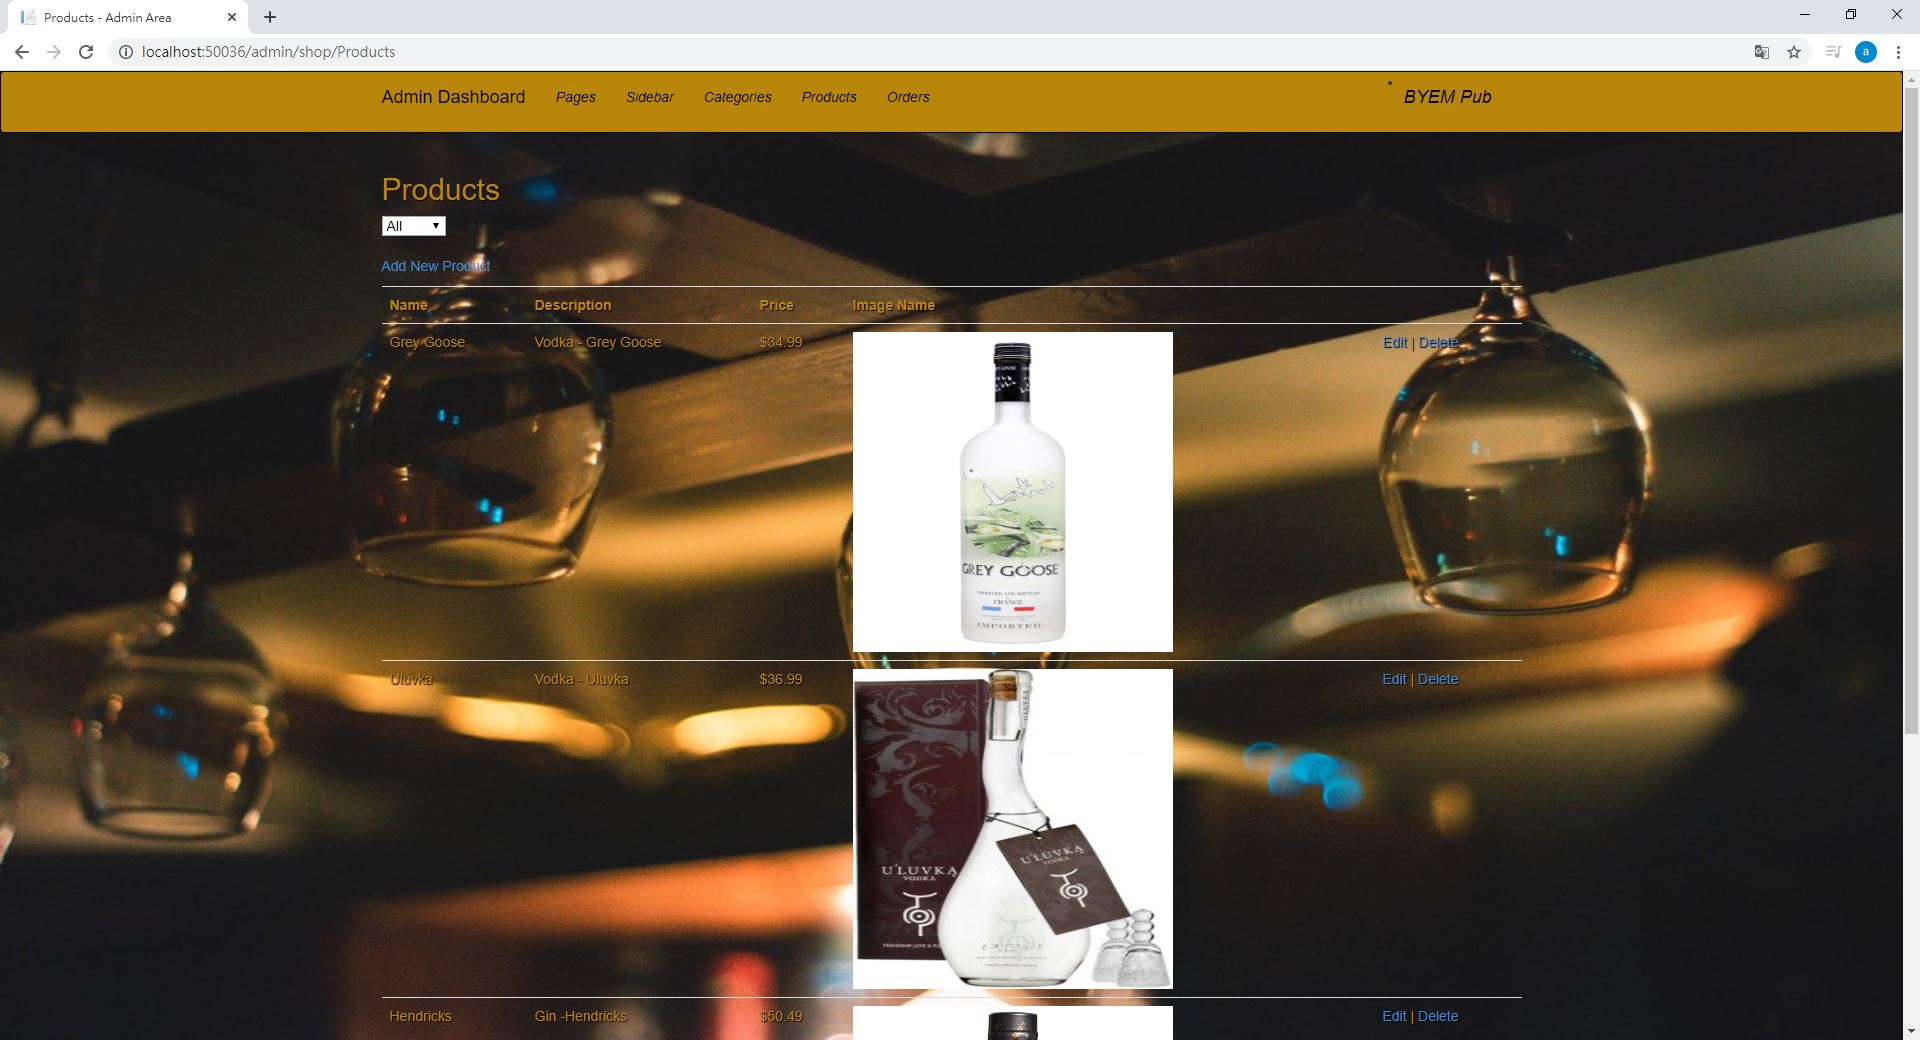 Products - Admin Area
localhost:50036/admin/shop/Products
a
Admin Dashboard Pages Sidebar Categories Products Orders BYEM Pub
Products
All
Add New Product
Name Description Price Image Name
Grey Goose Vodka - Grey Goose $34.99 Edit | Delete
GREY GOOSE
GREY GOOSE
PRODUCED AND BOTTLED
IN
FRANCE
IMPORTED
Uluvka Vodka - Uluvka $36.99 Edit | Delete
U'LUVKA
VODKA
U'LUVKA
VODKA
Hendricks Gin -Hendricks $50.49 Edit | Delete